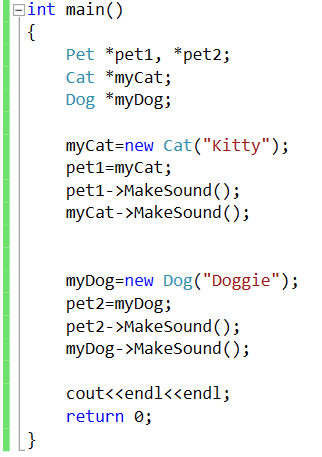 int main()
{
Pet *pet1, *pet2;
Cat *myCat;
Dog *myDog;
myCat=new Cat("Kitty");
pet1=myCat;
pet1->MakeSound();
myCat->MakeSound();
myDog=new Dog("Doggie");
pet2=myDog;
pet2->MakeSound();
myDog->MakeSound();
cout<<endl<<endl;
return 0;
}